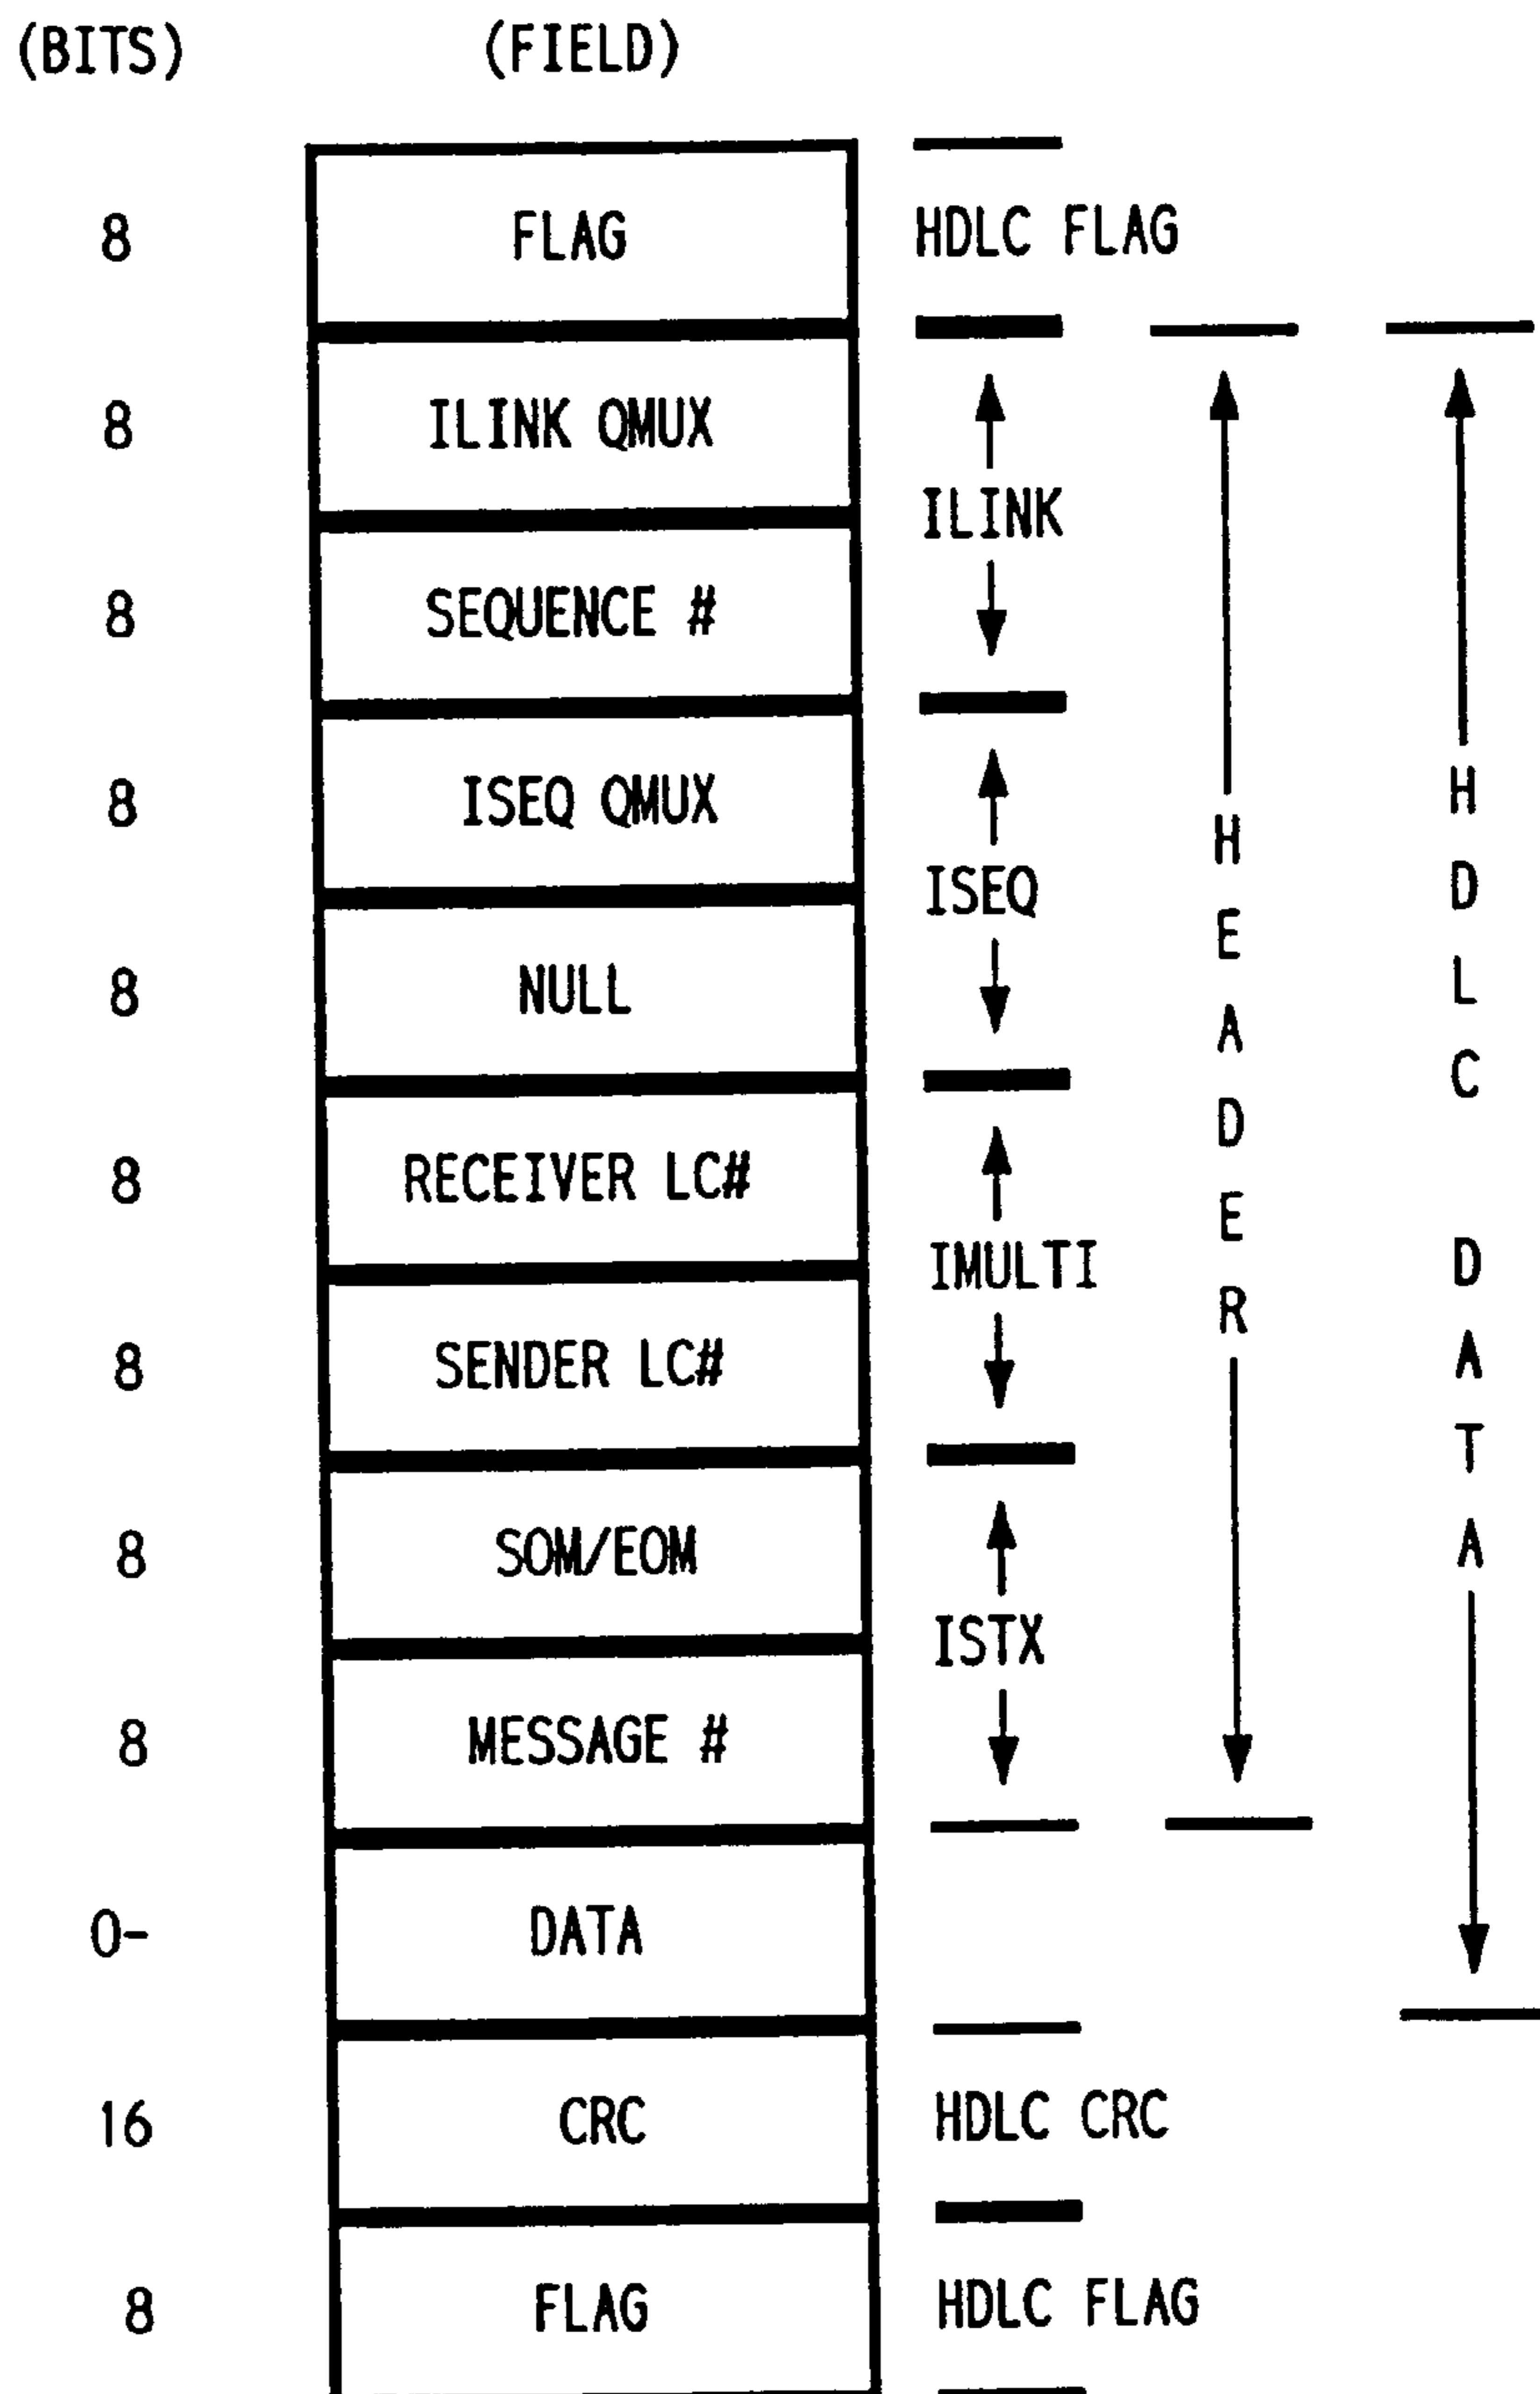 (BITS) (FIELD)
8 FLAG HDLC FLAG
8 ILINK QMUX
ILINK
8 SEQUENCE #
8 ISEQ QMUX
ISEQ
8 NULL
8 RECEIVER LC#
IMULTI
8 SENDER LC#
8 SOM/EOM
ISTX
8 MESSAGE #
HEADER
HDLC DATA
0- DATA
16 CRC HDLC CRC
8 FLAG HDLC FLAG